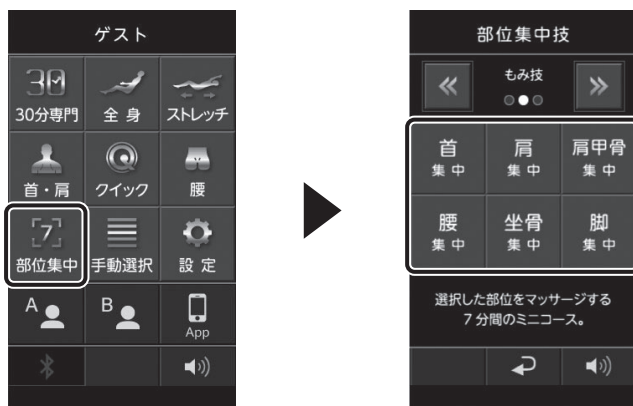 ゲスト
30
30分専門
全 身
ストレッチ
首・肩
クイック
腰
7
部位集中
手動選択
設 定
A
B
App
部位集中技
もみ技
首
集 中
肩
集 中
肩甲骨
集 中
腰
集 中
坐骨
集 中
脚
集 中
選択した部位をマッサージする
7 分間のミニコース。